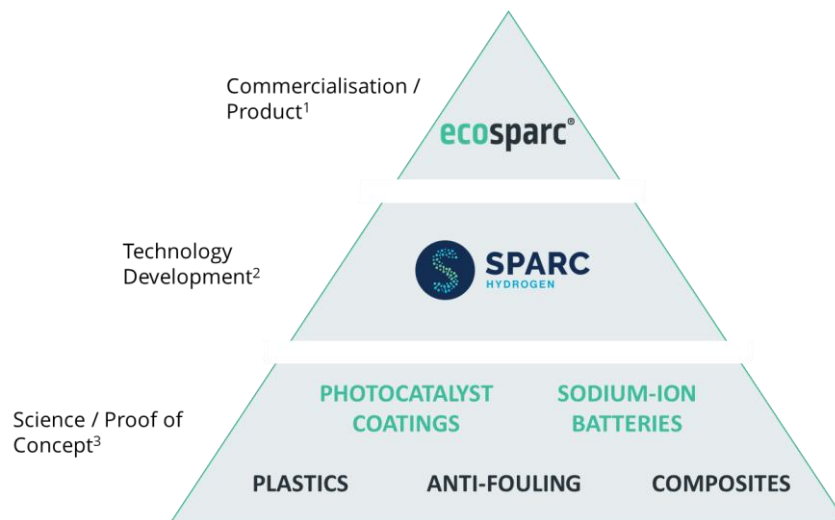 Commercialisation /
Product¹
ecosparc®
Technology
Development²
SPARC
HYDROGEN
Science / Proof of
Concept³
PHOTOCATALYST
COATINGS
SODIUM-ION
BATTERIES
PLASTICS ANTI-FOULING COMPOSITES